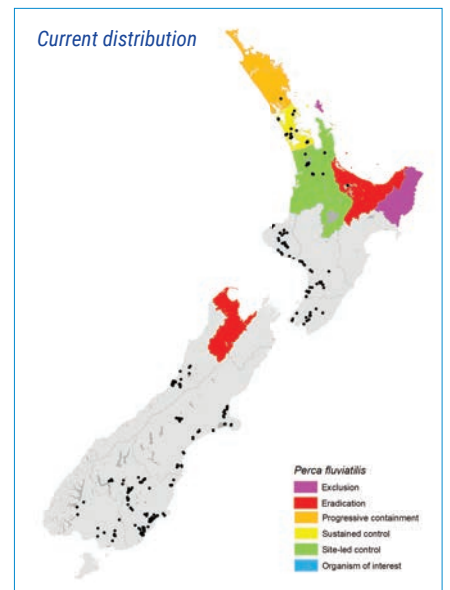 Current distribution
Perca fluviatilis
Exclusion
Eradication
Progressive containment
Sustained control
Site-led control
Organism of interest